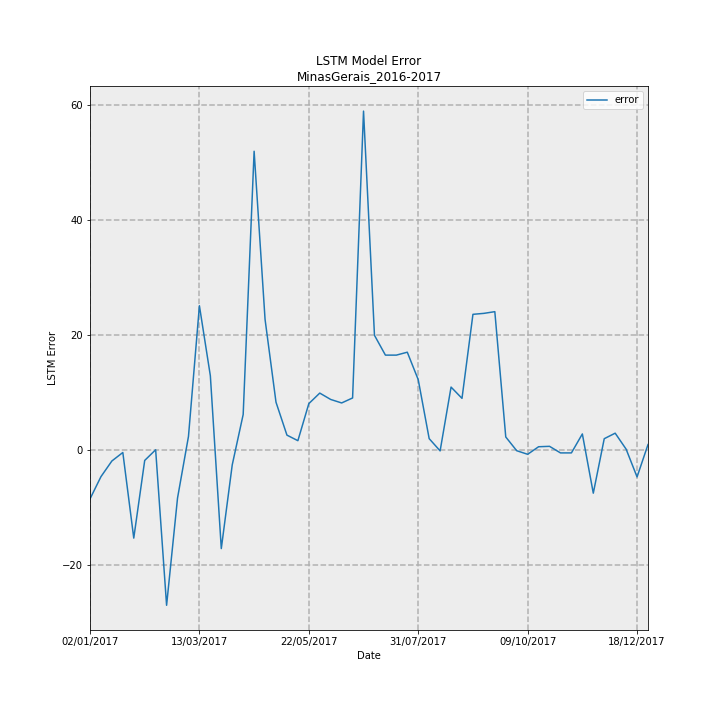 LSTM Model Error
MinasGerais_2016-2017
error
60
40
20
0
−20
LSTM Error
02/01/2017 13/03/2017 22/05/2017 31/07/2017 09/10/2017 18/12/2017
Date